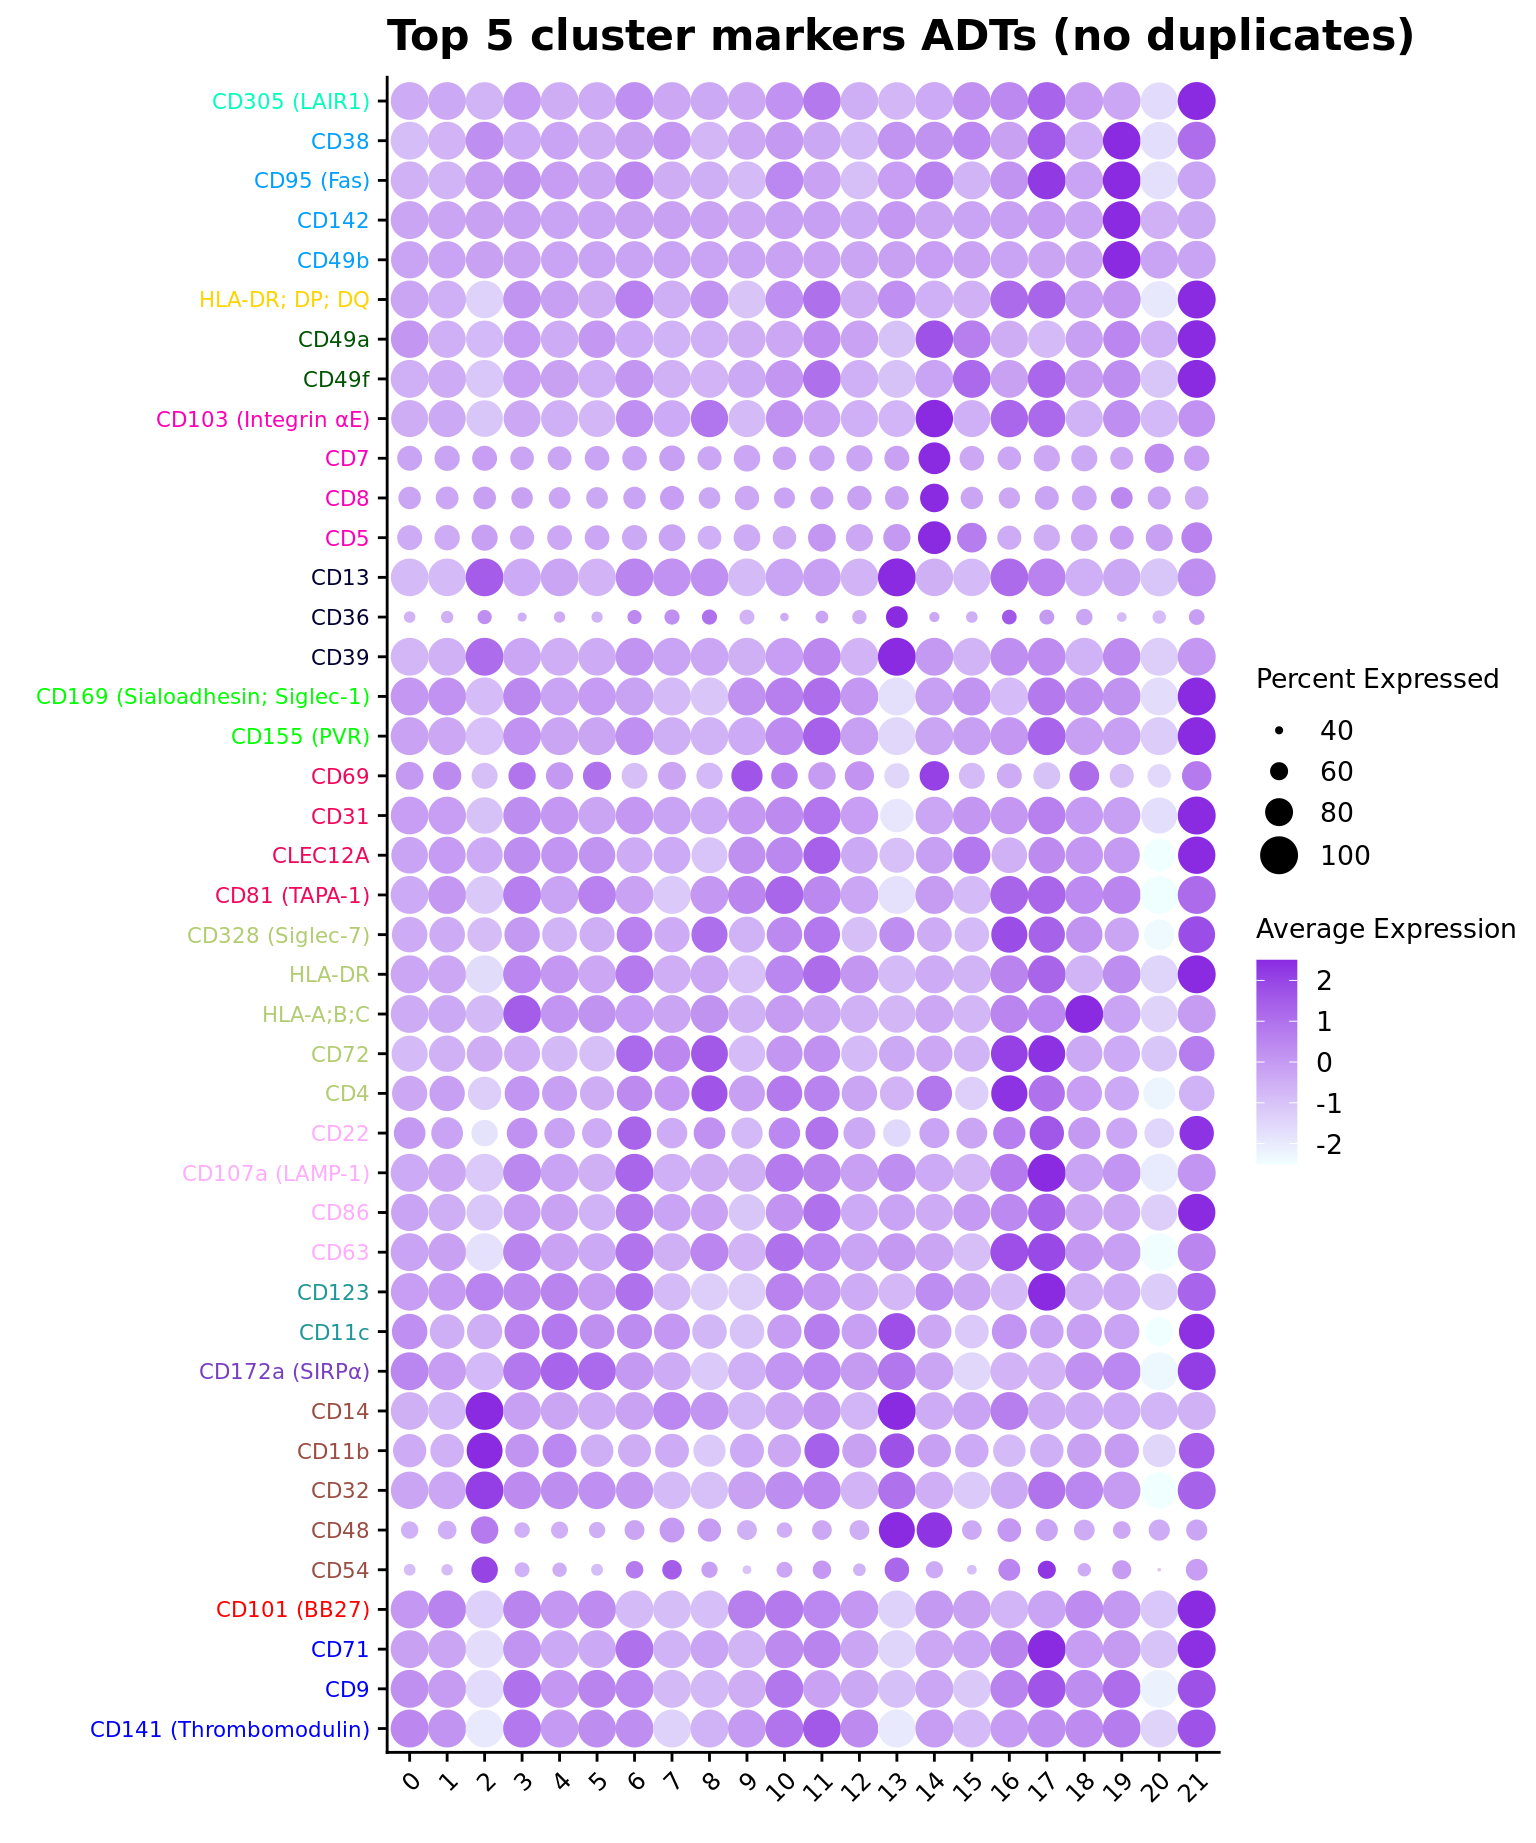 Top 5 cluster markers ADTs (no duplicates)
CD305 (LAIR1)
CD38
CD95 (Fas)
CD142
CD49b
HLA-DR; DP; DQ
CD49a
CD49f
CD103 (Integrin αE)
CD7
CD8
CD5
CD13
CD36
CD39
CD169 (Sialoadhesin; Siglec-1)
CD155 (PVR)
CD69
CD31
CLEC12A
CD81 (TAPA-1)
CD328 (Siglec-7)
HLA-DR
HLA-A;B;C
CD72
CD4
CD22
CD107a (LAMP-1)
CD86
CD63
CD123
CD11c
CD172a (SIRPα)
CD14
CD11b
CD32
CD48
CD54
CD101 (BB27)
CD71
CD9
CD141 (Thrombomodulin)
0 1 2 3 4 5 6 7 8 9 10 11 12 13 14 15 16 17 18 19 20 21
Percent Expressed
40
60
80
100
Average Expression
2
1
0
-1
-2